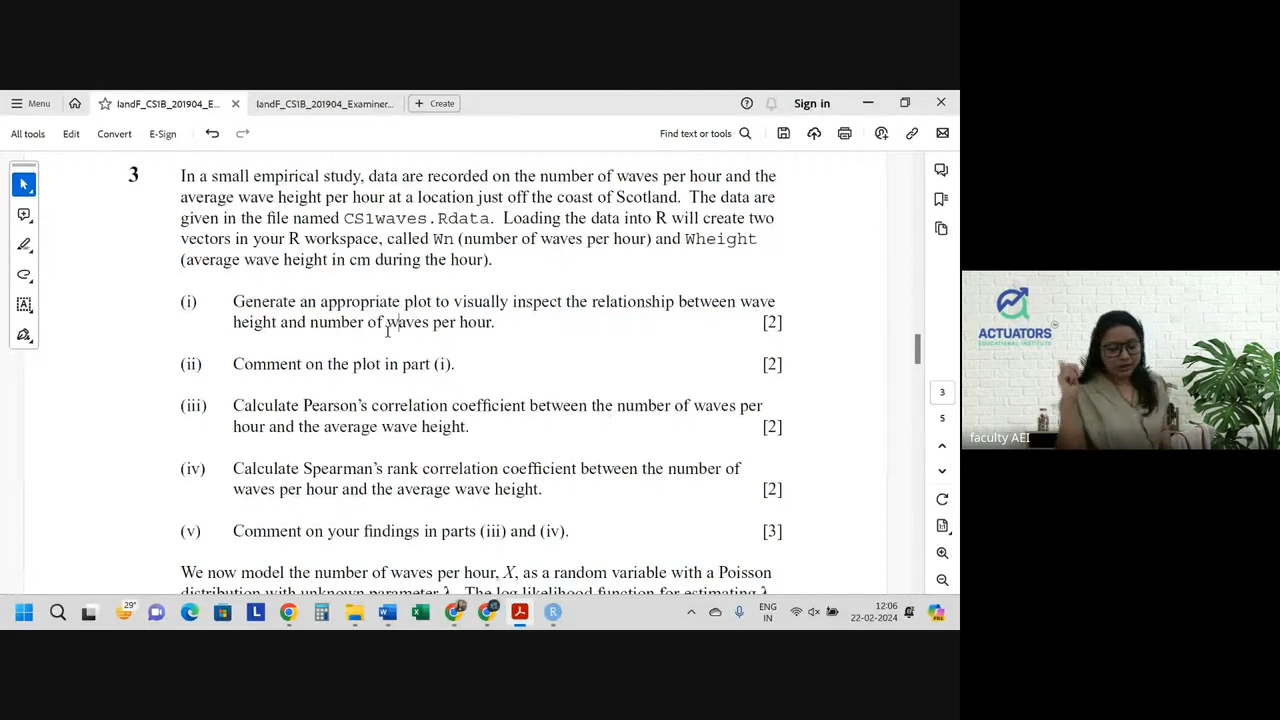 Menu
IandF_CS1B_201904_E...
IandF_CS1B_201904_Examiner...
Create
Sign in
All tools
Edit
Convert
E-Sign
Find text or tools
3
In a small empirical study, data are recorded on the number of waves per hour and the
average wave height per hour at a location just off the coast of Scotland. The data are
given in the file named CS1waves.Rdata. Loading the data into R will create two
vectors in your R workspace, called Wn (number of waves per hour) and Wheight
(average wave height in cm during the hour).
(i) Generate an appropriate plot to visually inspect the relationship between wave
height and number of waves per hour. [2]
(ii) Comment on the plot in part (i). [2]
(iii) Calculate Pearson's correlation coefficient between the number of waves per
hour and the average wave height. [2]
(iv) Calculate Spearman's rank correlation coefficient between the number of
waves per hour and the average wave height. [2]
(v) Comment on your findings in parts (iii) and (iv). [3]
We now model the number of waves per hour, X, as a random variable with a Poisson
distribution with unknown parameter λ. The log likelihood function for estimating λ
3
5
ACTUATORS
EDUCATIONAL INSTITUTE
faculty AEI
29°
ENG
IN
12:06
22-02-2024